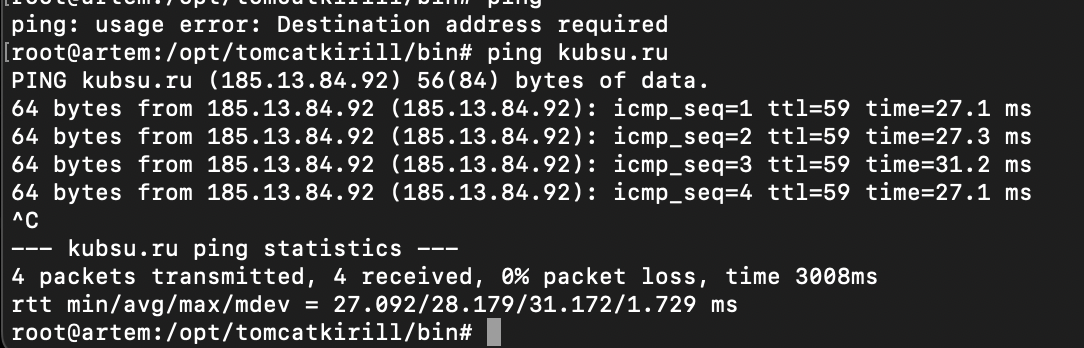 root@artem:/opt/tomcatkirill/bin# ping
ping: usage error: Destination address required
[root@artem:/opt/tomcatkirill/bin# ping kubsu.ru
PING kubsu.ru (185.13.84.92) 56(84) bytes of data.
64 bytes from 185.13.84.92 (185.13.84.92): icmp_seq=1 ttl=59 time=27.1 ms
64 bytes from 185.13.84.92 (185.13.84.92): icmp_seq=2 ttl=59 time=27.3 ms
64 bytes from 185.13.84.92 (185.13.84.92): icmp_seq=3 ttl=59 time=31.2 ms
64 bytes from 185.13.84.92 (185.13.84.92): icmp_seq=4 ttl=59 time=27.1 ms
^C
--- kubsu.ru ping statistics ---
4 packets transmitted, 4 received, 0% packet loss, time 3008ms
rtt min/avg/max/mdev = 27.092/28.179/31.172/1.729 ms
root@artem:/opt/tomcatkirill/bin#